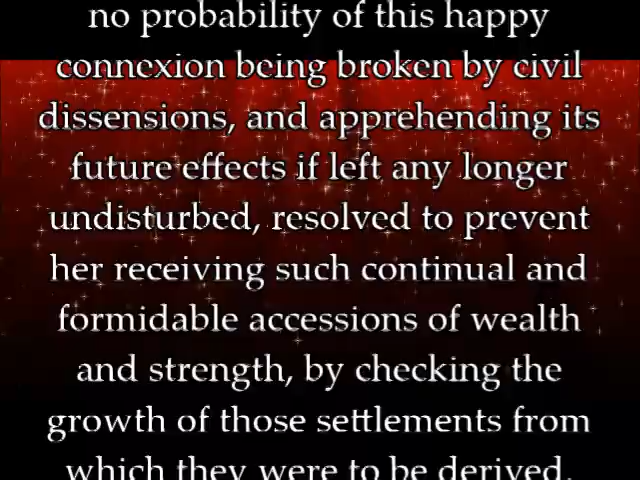 no probability of this happy
connexion being broken by civil
dissensions, and apprehending its
future effects if left any longer
undisturbed, resolved to prevent
her receiving such continual and
formidable accessions of wealth
and strength, by checking the
growth of those settlements from
which they were to be derived.